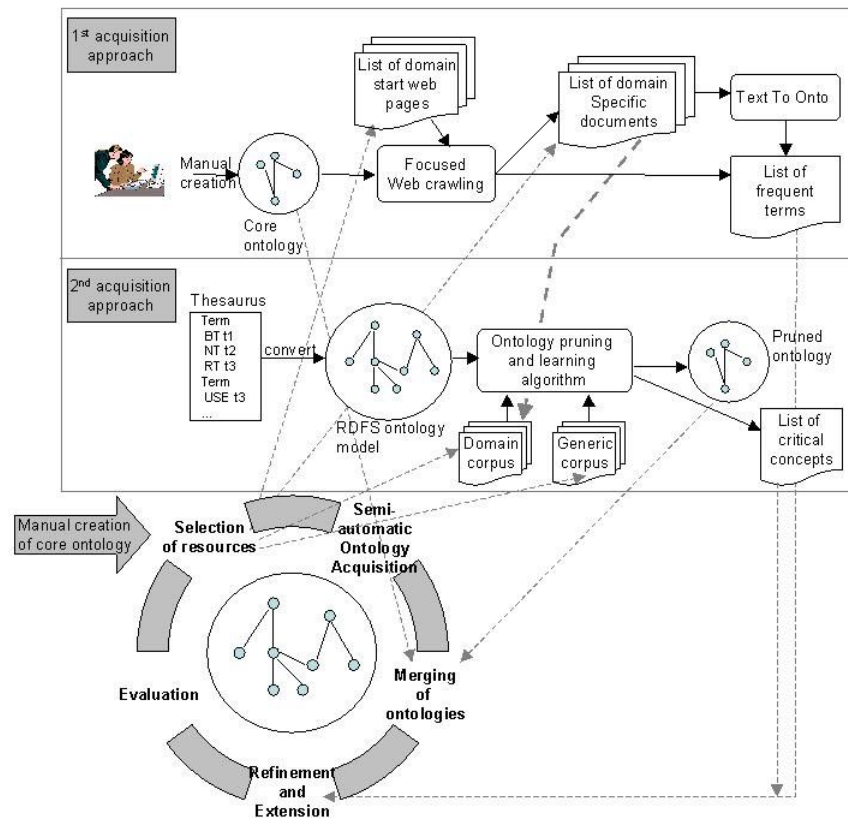 1st acquisition
approach
List of domain
start web
pages
List of domain
Specific
documents
Text To Onto
Manual
creation
Focused
Web crawling
List of
frequent
terms
Core
ontology
2nd acquisition
approach
Thesaurus
Term
BT t1
NT t2
RT t3
Term
USE t3
...
convert
RDFS ontology
model
Ontology pruning
and learning
algorithm
Pruned
ontology
Domain
corpus
Generic
corpus
List of
critical
concepts
Manual creation
of core ontology
Selection
of resources
Semi-
automatic
Ontology
Acquisition
Merging
of
ontologies
Evaluation
Refinement
and
Extension